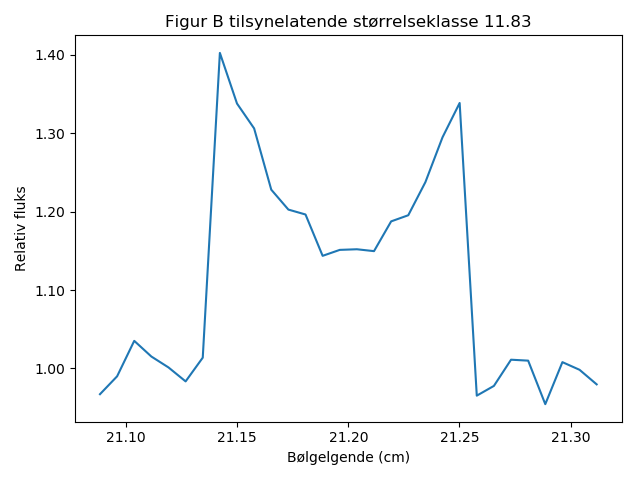 Figur B tilsynelatende størrelseklasse 11.83
1.40
1.30
1.20
1.10
1.00
Relativ fluks
21.10 21.15 21.20 21.25 21.30
Bølgelgende (cm)